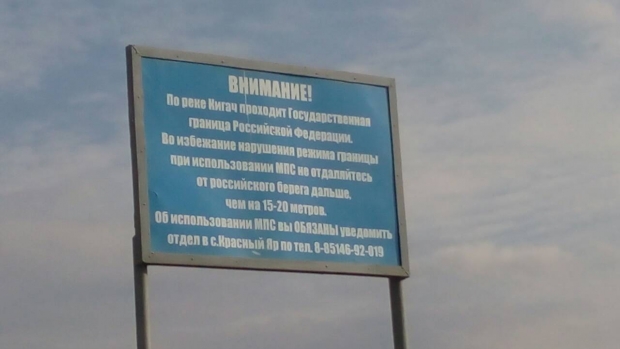 ВНИМАНИЕ!
По реке Кигач проходит Государственная
граница Российской Федерации.
Во избежание нарушения режима границы
при использовании МПС не отдаляйтесь
от российского берега дальше,
чем на 15-20 метров.
Об использовании МПС вы ОБЯЗАНЫ уведомить
отдел в с.Красный Яр по тел. 8-85146-92-019